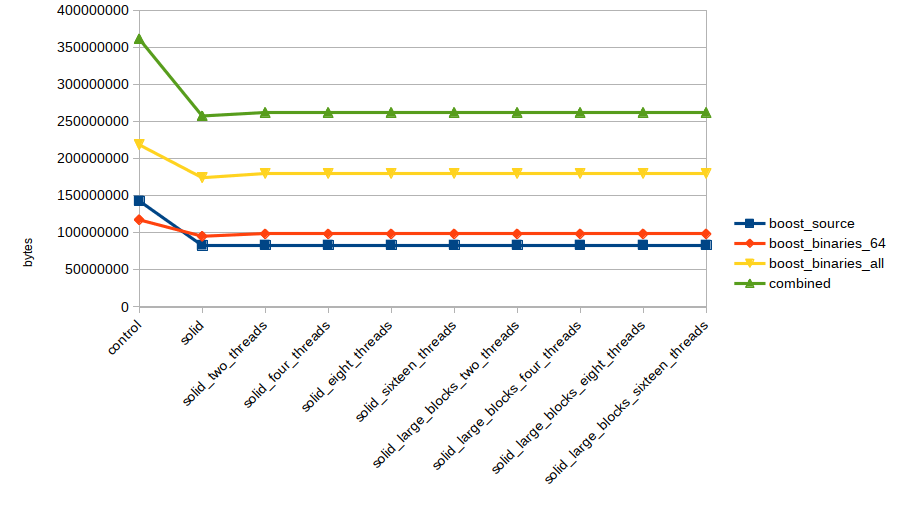 400000000
350000000
300000000
250000000
200000000
150000000
100000000
50000000
0
bytes
control
solid
solid_two_threads
solid_four_threads
solid_eight_threads
solid_sixteen_threads
solid_large_blocks_two_threads
solid_large_blocks_four_threads
solid_large_blocks_eight_threads
solid_large_blocks_sixteen_threads
boost_source
boost_binaries_64
boost_binaries_all
combined